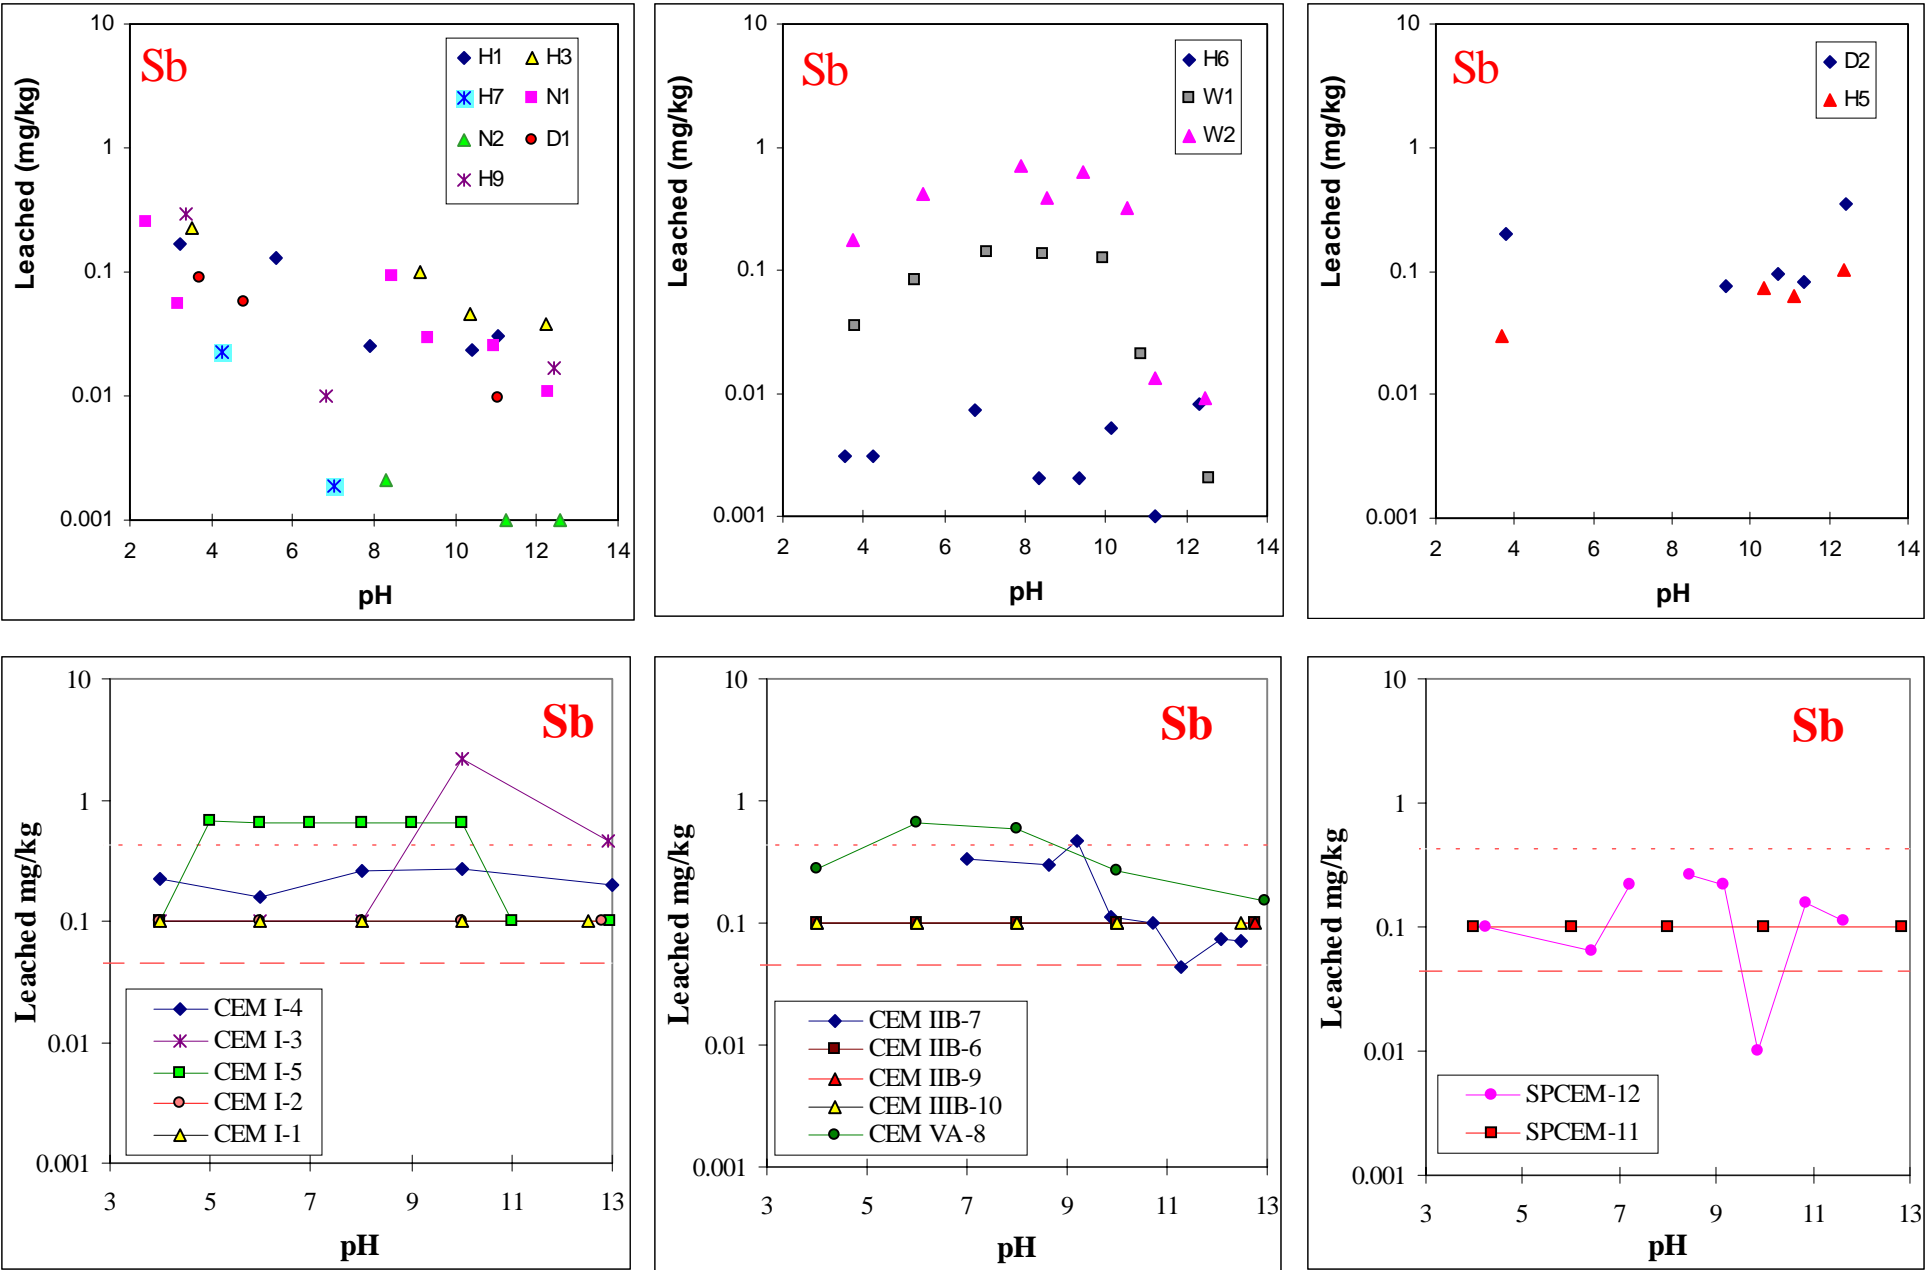 Sb
Leached (mg/kg)
10
1
0.1
0.01
0.001
2 4 6 8 10 12 14
pH
H1 H3
H7 N1
N2 D1
H9
Sb
Leached (mg/kg)
10
1
0.1
0.01
0.001
2 4 6 8 10 12 14
pH
H6
W1
W2
Sb
Leached (mg/kg)
10
1
0.1
0.01
0.001
2 4 6 8 10 12 14
pH
D2
H5
Sb
Leached mg/kg
10
1
0.1
0.01
0.001
3 5 7 9 11 13
pH
CEM I-4
CEM I-3
CEM I-5
CEM I-2
CEM I-1
Sb
Leached mg/kg
10
1
0.1
0.01
0.001
3 5 7 9 11 13
pH
CEM IIB-7
CEM IIB-6
CEM IIB-9
CEM IIIB-10
CEM VA-8
Sb
Leached mg/kg
10
1
0.1
0.01
0.001
3 5 7 9 11 13
pH
SPCEM-12
SPCEM-11